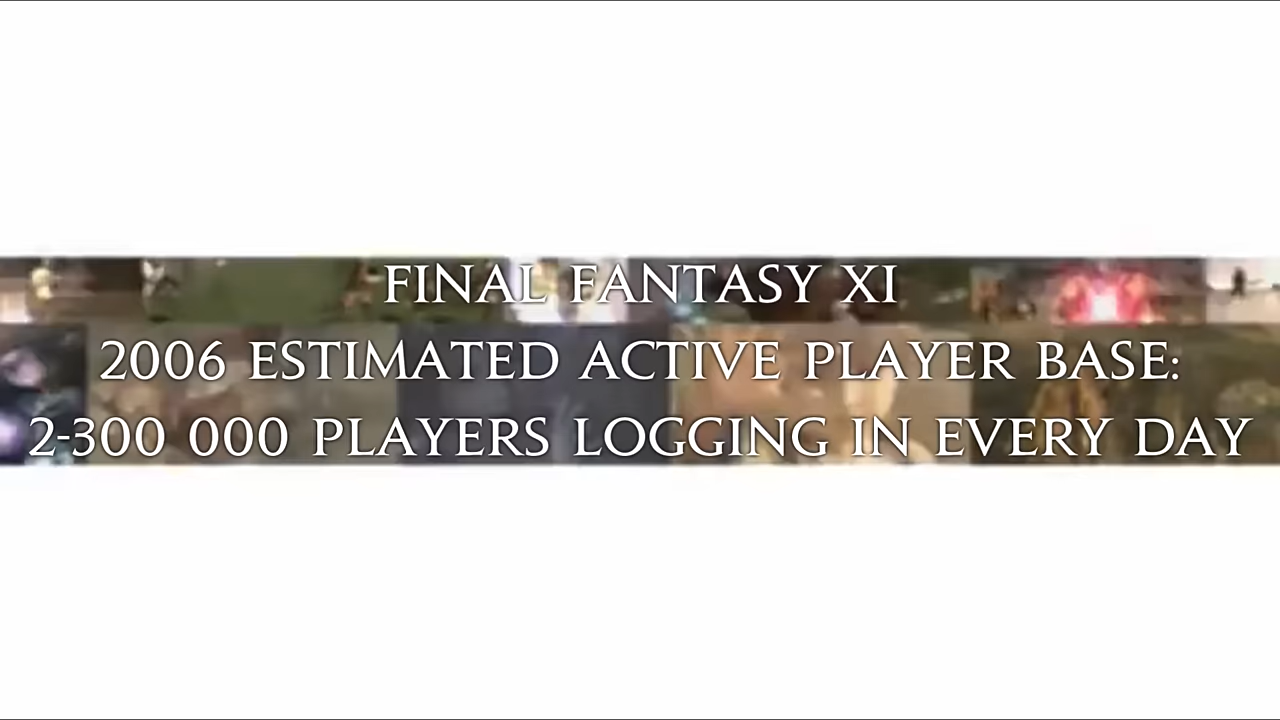 FINAL FANTASY XI
2006 ESTIMATED ACTIVE PLAYER BASE:
2-300 000 PLAYERS LOGGING IN EVERY DAY